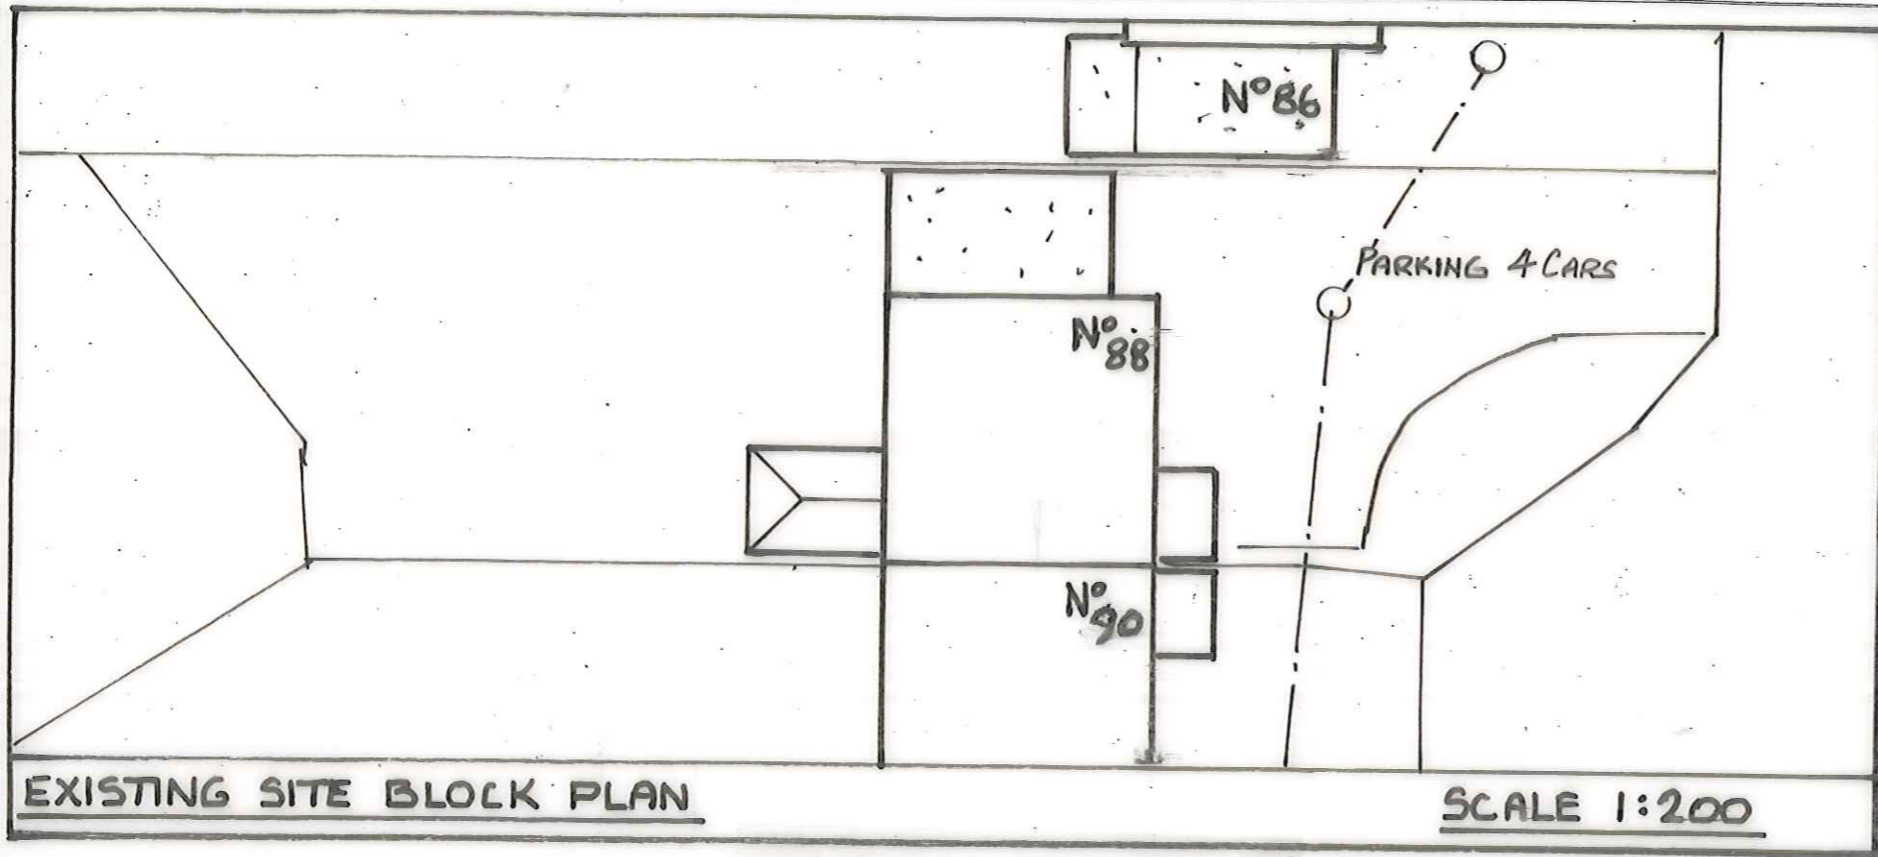 Nº86
PARKING 4 CARS
Nº88
Nº90
EXISTING SITE BLOCK PLAN
SCALE 1:200